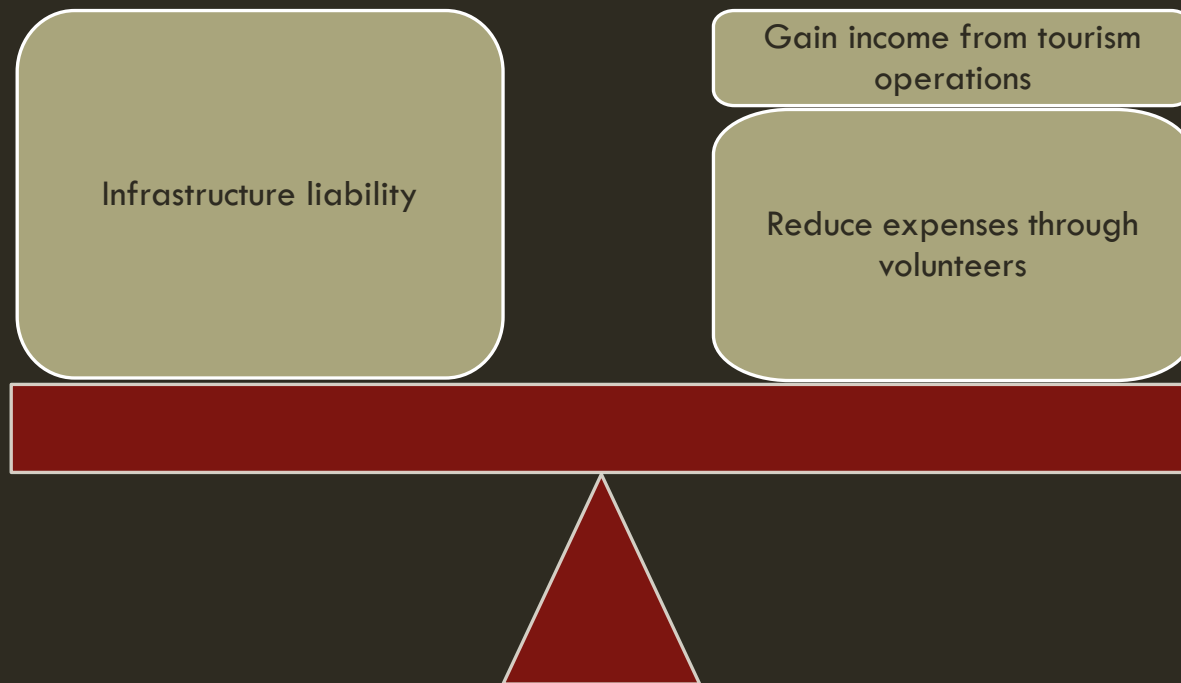 Infrastructure liability
Gain income from tourism
operations
Reduce expenses through
volunteers